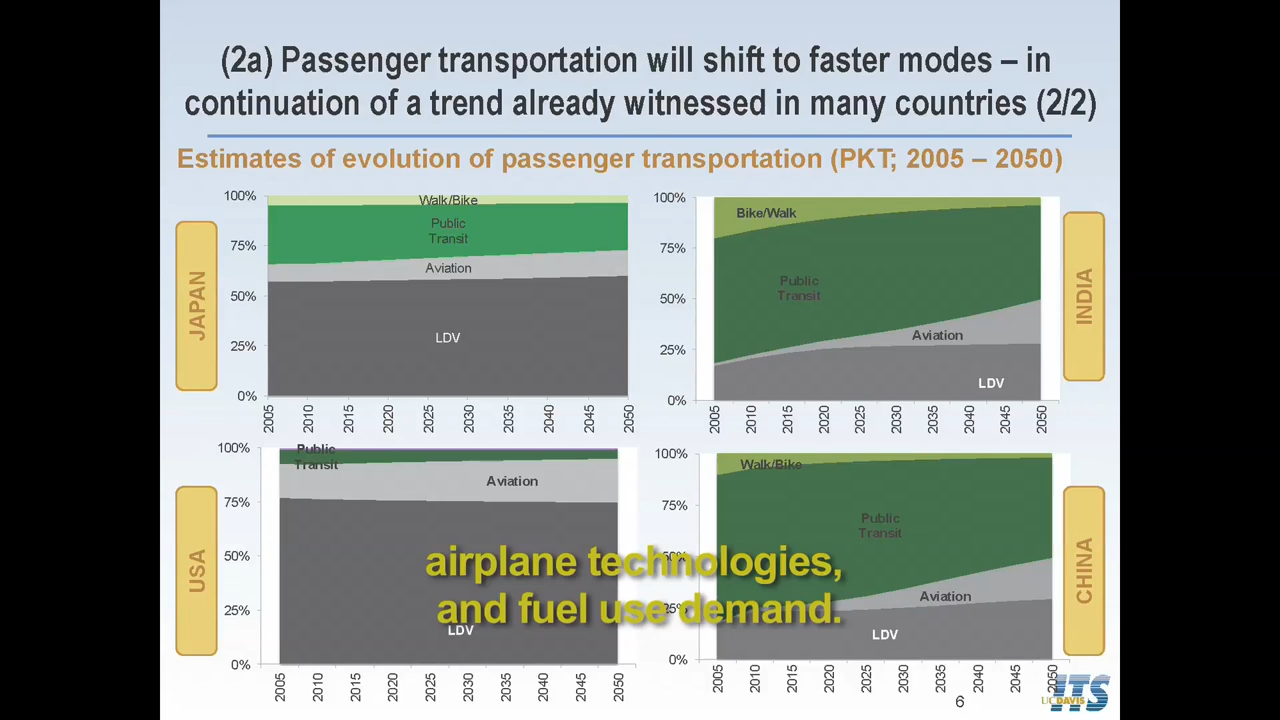 (2a) Passenger transportation will shift to faster modes – in
continuation of a trend already witnessed in many countries (2/2)
Estimates of evolution of passenger transportation (PKT; 2005 – 2050)
JAPAN
100%
75%
50%
25%
0%
Walk/Bike
Public
Transit
Aviation
LDV
2005
2010
2015
2020
2025
2030
2035
2040
2045
2050
100%
75%
50%
25%
0%
Bike/Walk
Public
Transit
Aviation
LDV
2005
2010
2015
2020
2025
2030
2035
2040
2045
2050
INDIA
USA
100%
75%
50%
25%
0%
Public
Transit
Aviation
LDV
2005
2010
2015
2020
2025
2030
2035
2040
2045
2050
100%
75%
50%
25%
0%
Walk/Bike
Public
Transit
Aviation
LDV
2005
2010
2015
2020
2025
2030
2035
2040
2045
2050
CHINA
airplane technologies,
and fuel use demand.
6
UC DAVIS
ITS